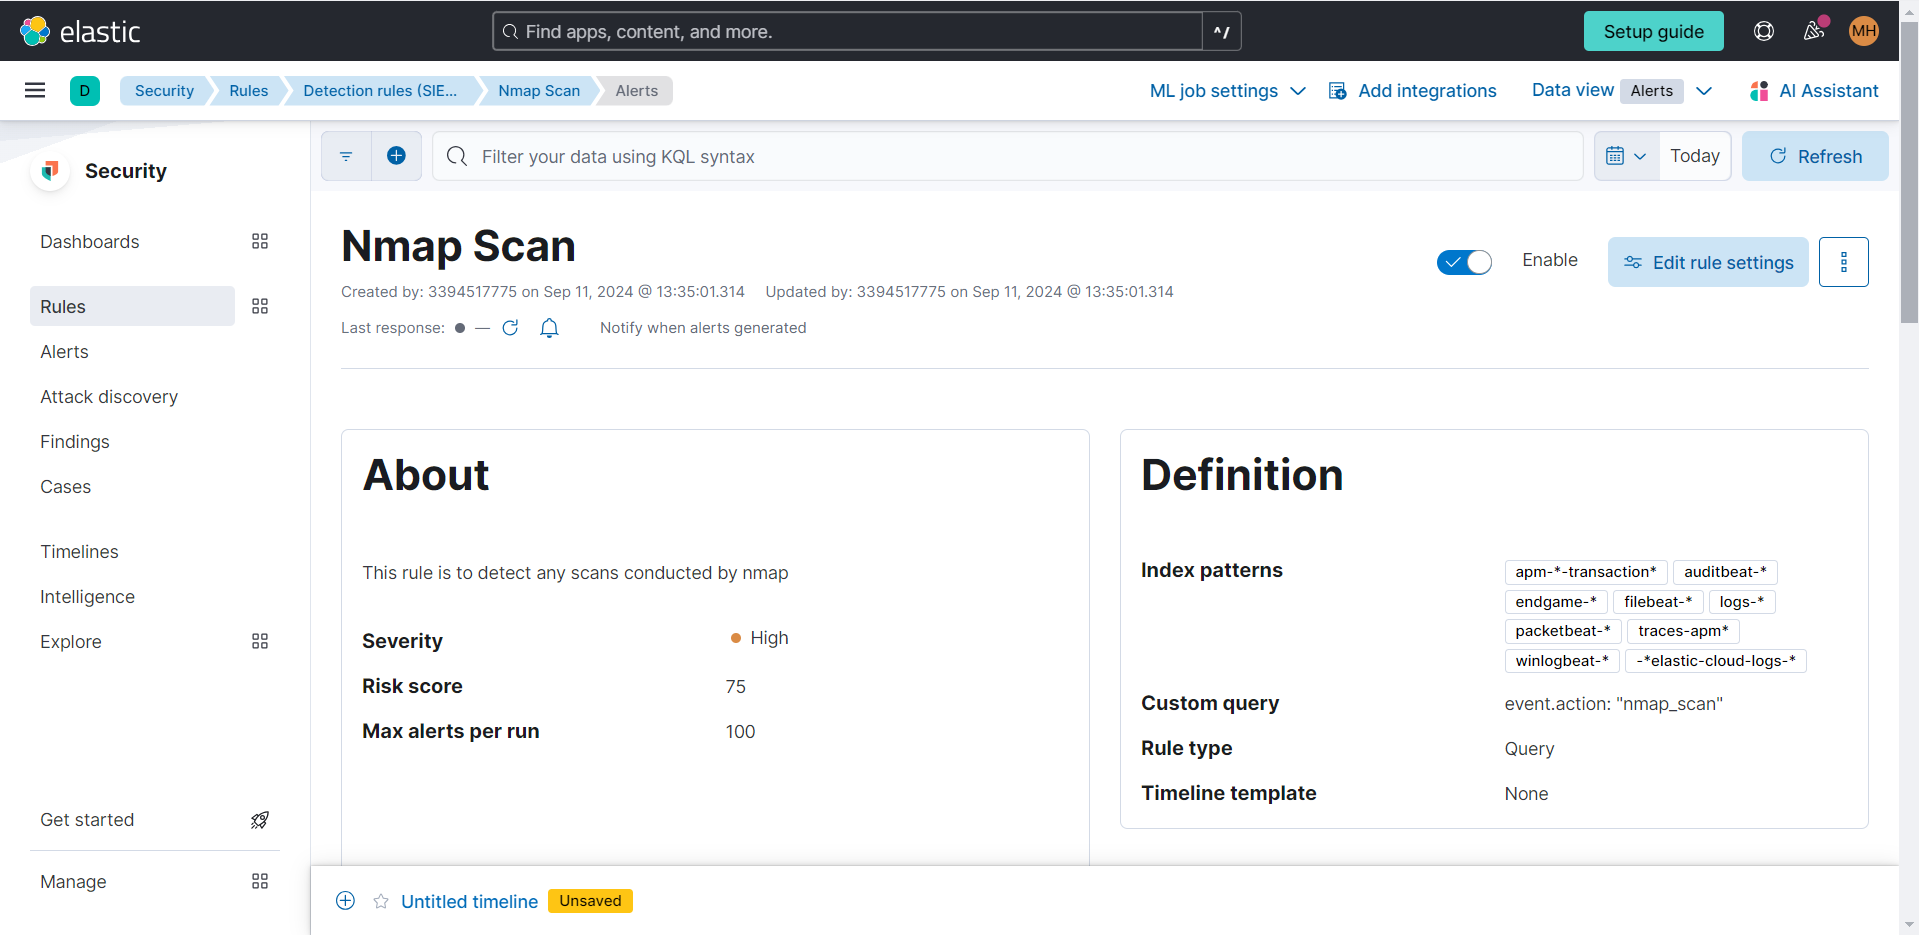 elastic
Find apps, content, and more.
^/
Setup guide
MH
D
Security
Rules
Detection rules (SIE...
Nmap Scan
Alerts
ML job settings
Add integrations
Data view
Alerts
AI Assistant
Security
Filter your data using KQL syntax
Today
Refresh
Dashboards
Rules
Alerts
Attack discovery
Findings
Cases
Timelines
Intelligence
Explore
Get started
Manage
Nmap Scan
Enable
Edit rule settings
Created by: 3394517775 on Sep 11, 2024 @ 13:35:01.314 Updated by: 3394517775 on Sep 11, 2024 @ 13:35:01.314
Last response: — Notify when alerts generated
About
This rule is to detect any scans conducted by nmap
Severity High
Risk score 75
Max alerts per run 100
Definition
Index patterns apm-*-transaction* auditbeat-*
endgame-* filebeat-* logs-*
packetbeat-* traces-apm*
winlogbeat-* -*elastic-cloud-logs-*
Custom query event.action: "nmap_scan"
Rule type Query
Timeline template None
Untitled timeline Unsaved